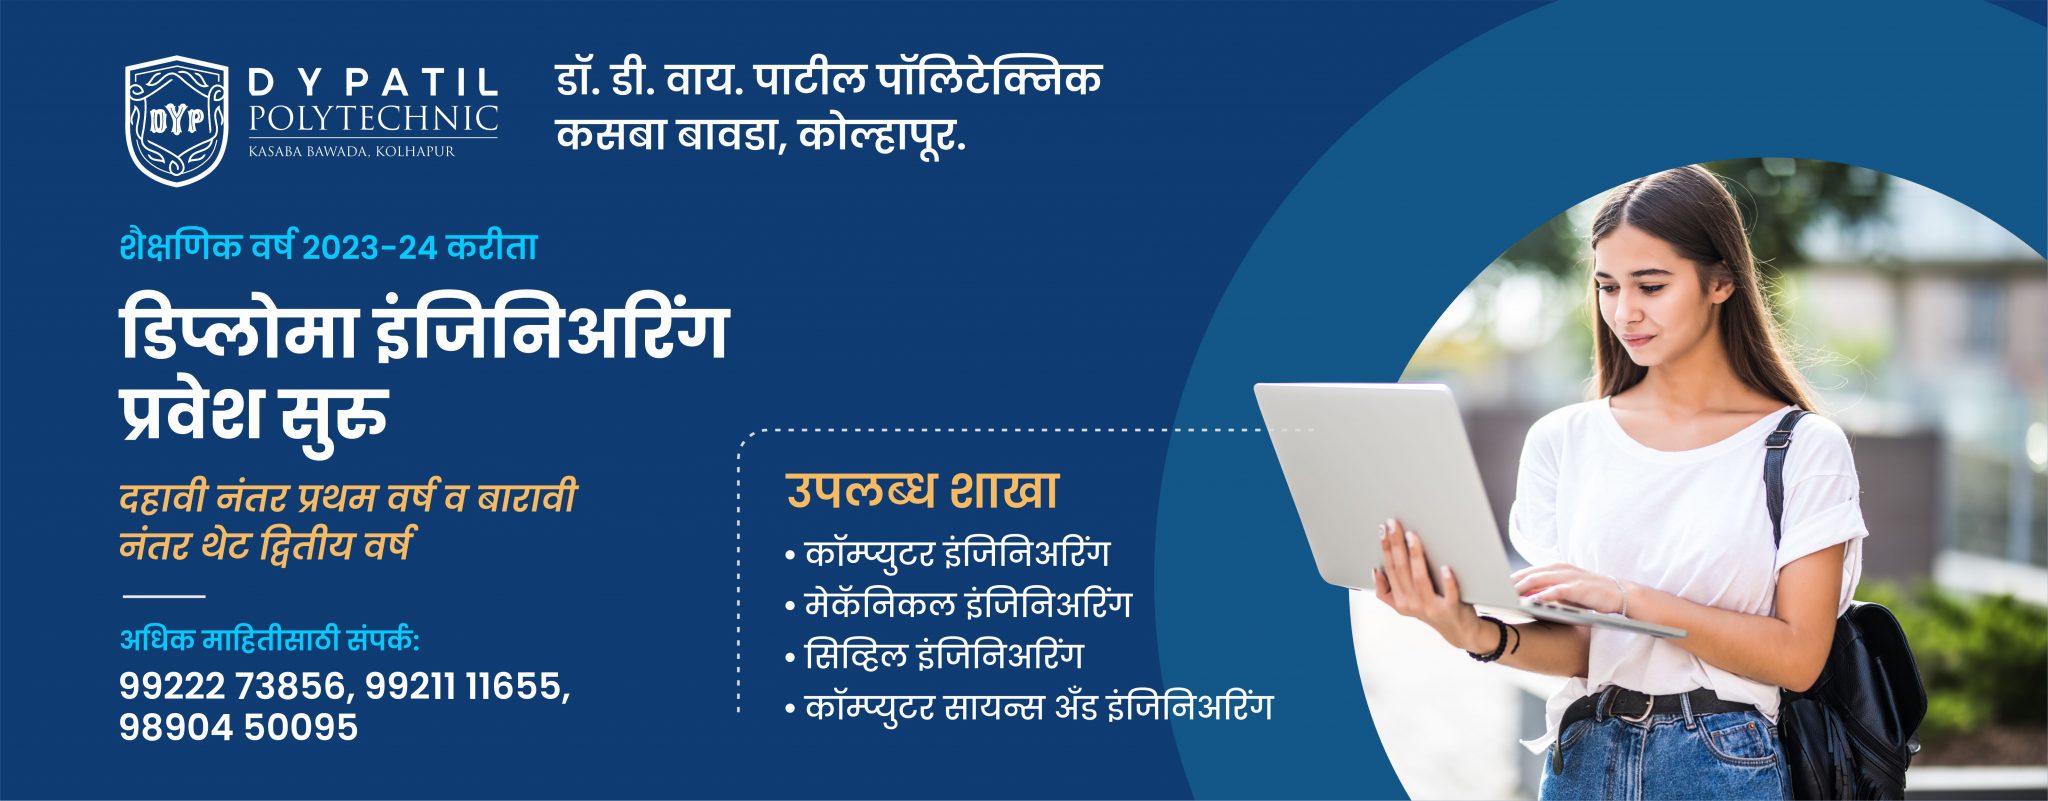 DYP
D Y PATIL
POLYTECHNIC
KASABA BAWADA, KOLHAPUR
डॉ. डी. वाय. पाटील पॉलिटेक्निक
कसबा बावडा, कोल्हापूर.
शैक्षणिक वर्ष 2023-24 करीता
डिप्लोमा इंजिनिअरिंग
प्रवेश सुरु
दहावी नंतर प्रथम वर्ष व बारावी
नंतर थेट द्वितीय वर्ष
अधिक माहितीसाठी संपर्क:
99222 73856, 99211 11655,
98904 50095
उपलब्ध शाखा
• कॉम्प्युटर इंजिनिअरिंग
• मेकॅनिकल इंजिनिअरिंग
• सिव्हिल इंजिनिअरिंग
• कॉम्प्युटर सायन्स अँड इंजिनिअरिंग